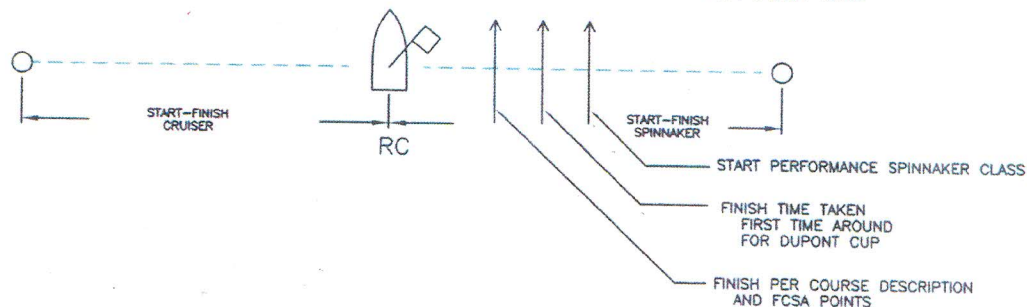 START-FINISH
CRUISER
RC
START-FINISH
SPINNAKER
START PERFORMANCE SPINNAKER CLASS
FINISH TIME TAKEN
FIRST TIME AROUND
FOR DUPONT CUP
FINISH PER COURSE DESCRIPTION
AND FCSA POINTS